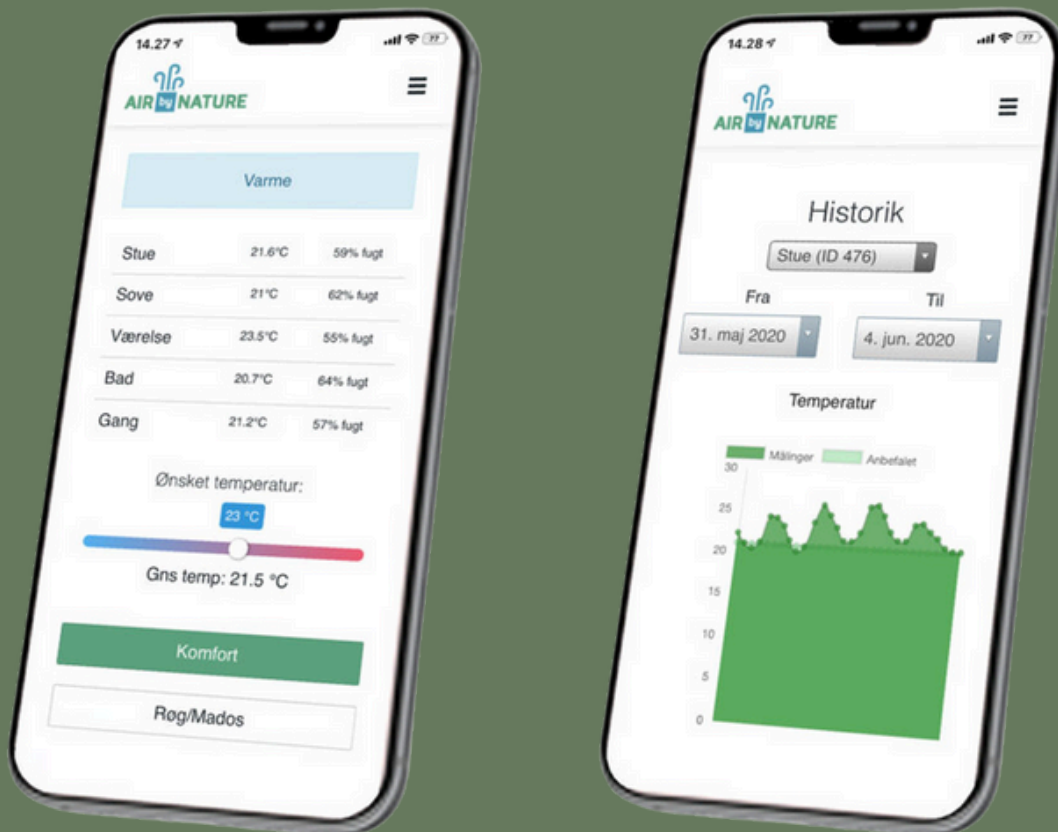 14.27
77
AIR by NATURE
Varme
Stue 21.6°C 59% fugt
Sove 21°C 62% fugt
Værelse 23.5°C 55% fugt
Bad 20.7°C 64% fugt
Gang 21.2°C 57% fugt
Ønsket temperatur:
23 °C
Gns temp: 21.5 °C
Komfort
Røg/Mados
14.28
77
AIR by NATURE
Historik
Stue (ID 476)
Fra Til
31. maj 2020 4. jun. 2020
Temperatur
Målinger Anbefalet
30
25
20
15
10
5
0